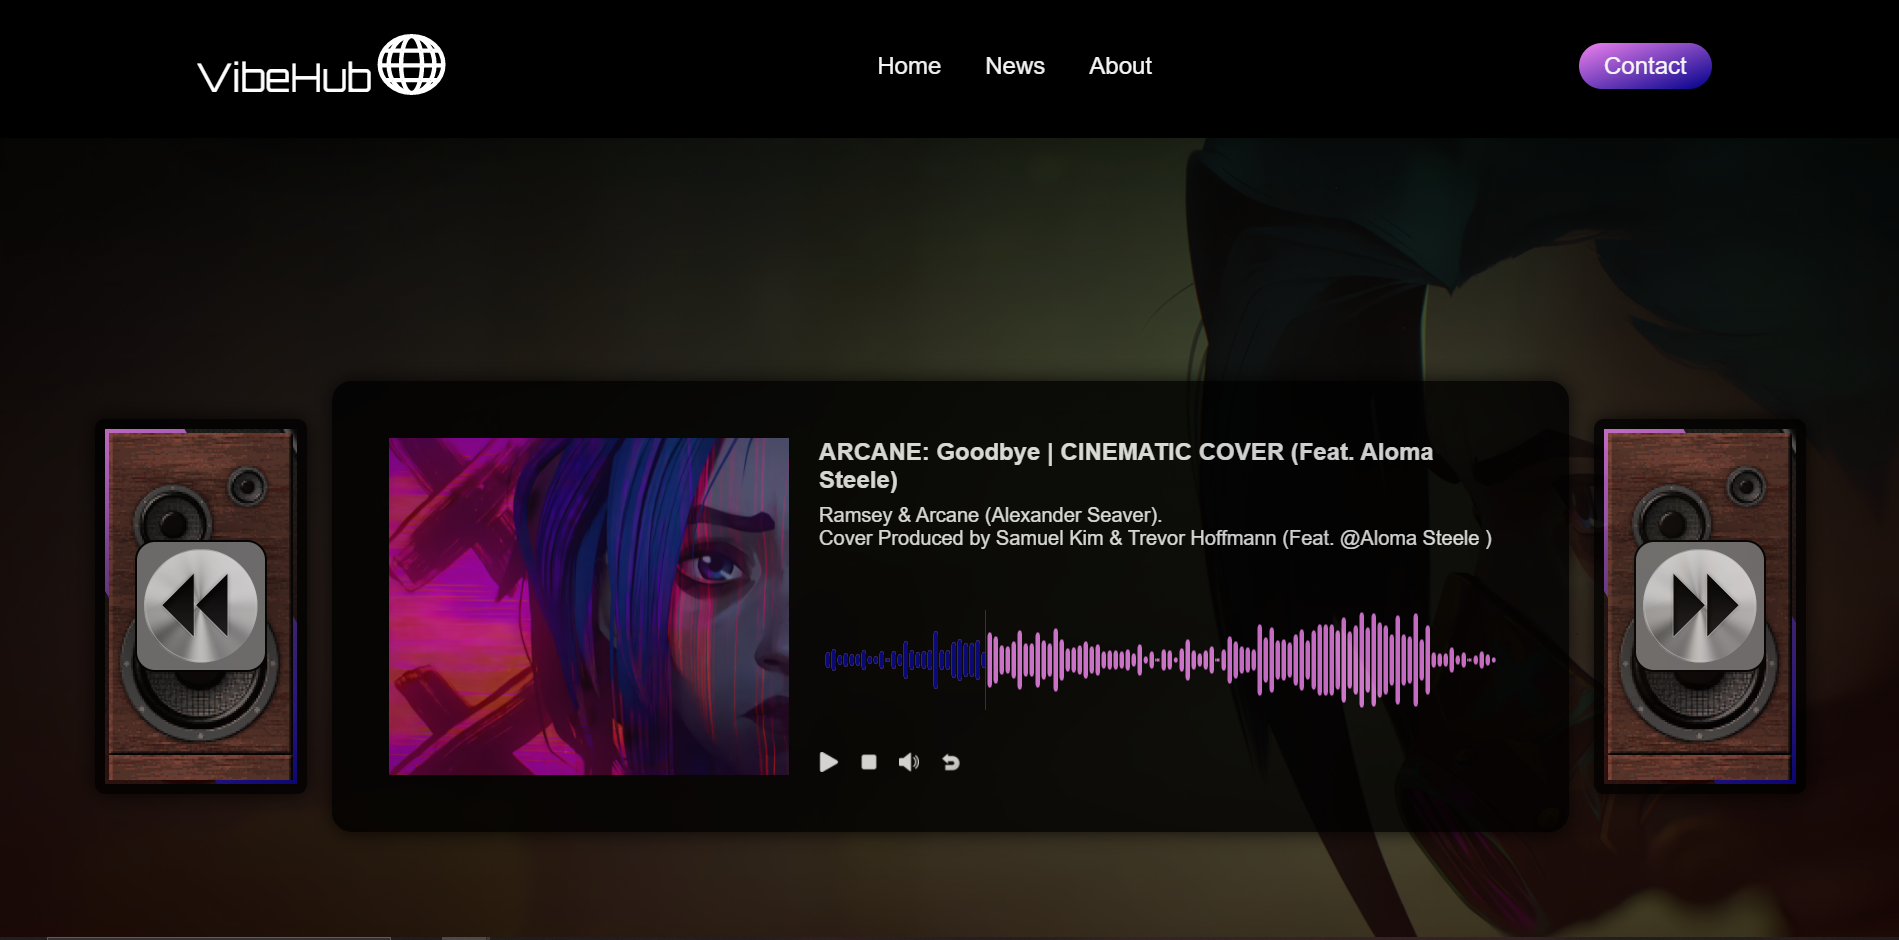 VibeHub
Home
News
About
Contact
ARCANE: Goodbye | CINEMATIC COVER (Feat. Aloma
Steele)
Ramsey & Arcane (Alexander Seaver).
Cover Produced by Samuel Kim & Trevor Hoffmann (Feat. @Aloma Steele )